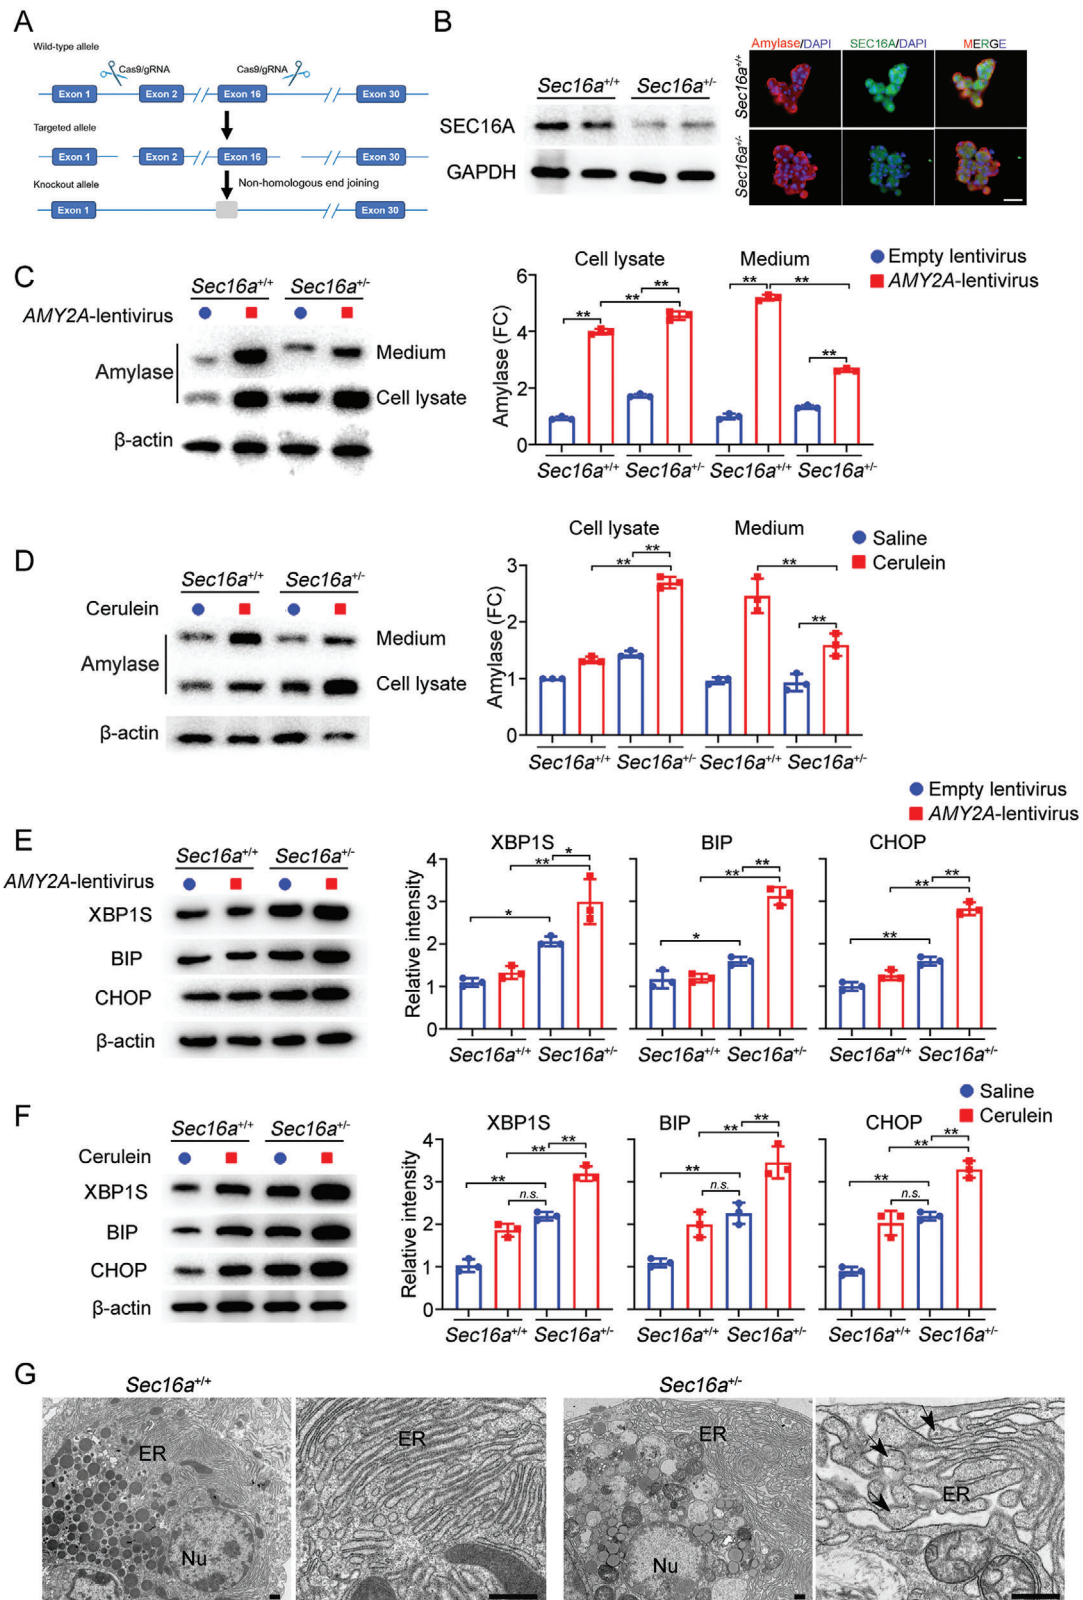 A
Wild-type allele
Cas9/gRNA
Cas9/gRNA
Exon 1
Exon 2
Exon 16
Exon 30
Targeted allele
Exon 1
Exon 2
Exon 16
Exon 30
Knockout allele
Non-homologous end joining
Exon 1
Exon 30
B
Sec16a+/+
Sec16a+/-
SEC16A
GAPDH
Amylase/DAPI
SEC16A/DAPI
MERGE
Sec16a+/+
Sec16a+/-
C
Sec16a+/+
Sec16a+/-
AMY2A-lentivirus
Amylase
Medium
Cell lysate
β-actin
Cell lysate
Medium
Empty lentivirus
AMY2A-lentivirus
Amylase (FC)
6
4
2
0
**
**
**
**
**
**
Sec16a+/+
Sec16a+/-
Sec16a+/+
Sec16a+/-
D
Sec16a+/+
Sec16a+/-
Cerulein
Amylase
Medium
Cell lysate
β-actin
Cell lysate
Medium
Saline
Cerulein
Amylase (FC)
3
2
1
0
**
**
**
**
Sec16a+/+
Sec16a+/-
Sec16a+/+
Sec16a+/-
Empty lentivirus
AMY2A-lentivirus
E
Sec16a+/+
Sec16a+/-
AMY2A-lentivirus
XBP1S
BIP
CHOP
β-actin
Relative intensity
4
3
2
1
0
XBP1S
*
**
*
Sec16a+/+
Sec16a+/-
BIP
**
**
*
Sec16a+/+
Sec16a+/-
CHOP
**
**
**
Sec16a+/+
Sec16a+/-
F
Sec16a+/+
Sec16a+/-
Cerulein
XBP1S
BIP
CHOP
β-actin
Saline
Cerulein
Relative intensity
4
3
2
1
0
XBP1S
**
**
**
n.s.
Sec16a+/+
Sec16a+/-
BIP
**
**
**
n.s.
Sec16a+/+
Sec16a+/-
CHOP
**
**
**
n.s.
Sec16a+/+
Sec16a+/-
G
Sec16a+/+
Sec16a+/-
ER
Nu
ER
ER
Nu
ER